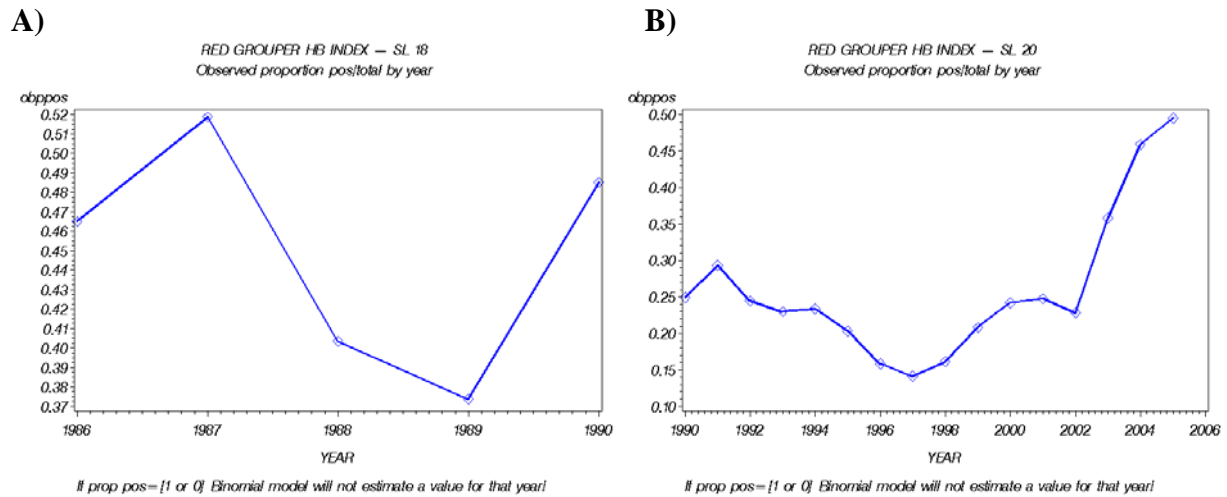 A)
RED GROUPER HB INDEX – SL 18
Observed proportion pos/total by year
obppos
0.52
0.51
0.50
0.49
0.48
0.47
0.46
0.45
0.44
0.43
0.42
0.41
0.40
0.39
0.38
0.37
1986 1987 1988 1989 1990
YEAR
If prop pos=[1 or 0] Binomial model will not estimate a value for that year!
B)
RED GROUPER HB INDEX – SL 20
Observed proportion pos/total by year
obppos
0.50
0.45
0.40
0.35
0.30
0.25
0.20
0.15
0.10
1990 1992 1994 1996 1998 2000 2002 2004 2006
YEAR
If prop pos=[1 or 0] Binomial model will not estimate a value for that year!